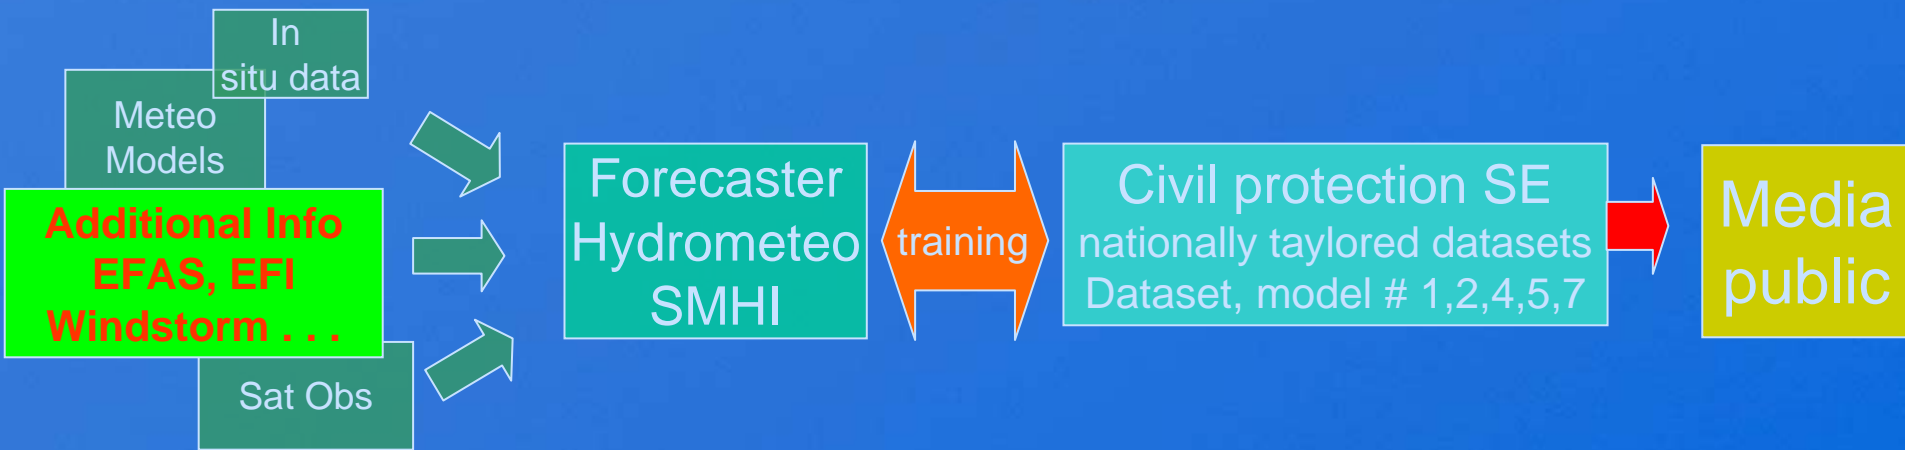 In
situ data
Meteo
Models
Additional Info
EFAS, EFI
Windstorm . . .
Sat Obs
Forecaster
Hydrometeo
SMHI
training
Civil protection SE
nationally taylored datasets
Dataset, model # 1,2,4,5,7
Media
public